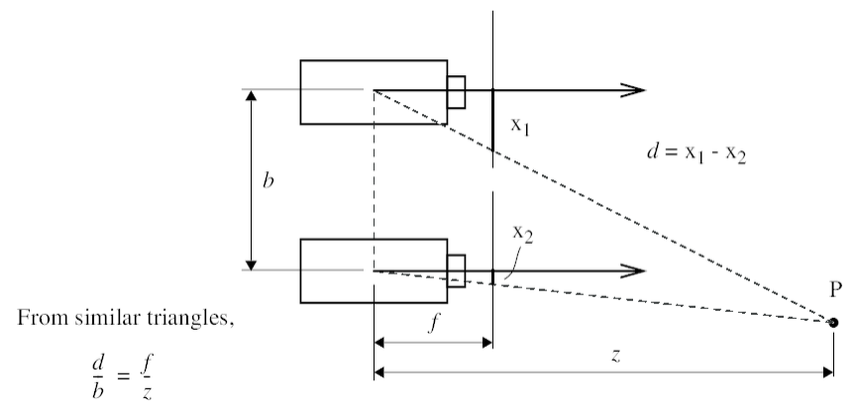 x₁
d = x₁ - x₂
b
x₂
P
From similar triangles,
f
z
d/b = f/z